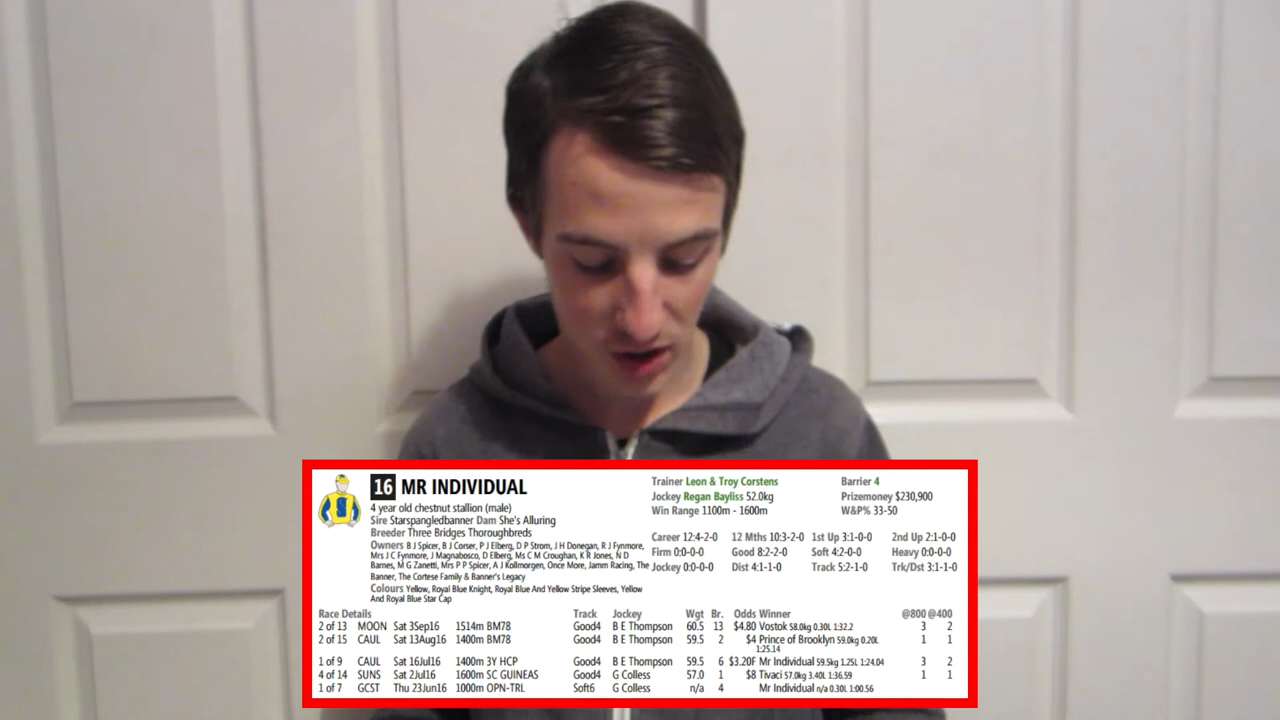 16 MR INDIVIDUAL
4 year old chestnut stallion (male)
Sire Starspangledbanner Dam She's Alluring
Breeder Three Bridges Thoroughbreds
Owners B J Spicer, B J Corser, P J Elberg, D P Strom, J H Donegan, R J Fynmore,
Mrs J C Fynmore, J Magnabosco, D Elberg, Ms C M Croughan, K R Jones, N D
Barnes, M G Zanetti, Mrs P P Spicer, A J Kollmorgen, Once More, Jamm Racing, The
Banner, The Cortese Family & Banner's Legacy
Colours Yellow, Royal Blue Knight, Royal Blue And Yellow Stripe Sleeves, Yellow
And Royal Blue Star Cap
Trainer Leon & Troy Corstens Barrier 4
Jockey Regan Bayliss 52.0kg Prizemoney $230,900
Win Range 1100m - 1600m W&P% 33-50
Career 12:4-2-0 12 Mths 10:3-2-0 1st Up 3:1-0-0 2nd Up 2:1-0-0
Firm 0:0-0-0 Good 8:2-2-0 Soft 4:2-0-0 Heavy 0:0-0-0
Jockey 0:0-0-0 Dist 4:1-1-0 Track 5:2-1-0 Trk/Dst 3:1-1-0
Race Details Track Jockey Wgt Br. Odds Winner @800 @400
2 of 13 MOON Sat 3Sep16 1514m BM78 Good4 B E Thompson 60.5 13 $4.80 Vostok 58.0kg 0.30L 1:32.2 3 2
2 of 15 CAUL Sat 13Aug16 1400m BM78 Good4 B E Thompson 59.5 2 $4 Prince of Brooklyn 59.0kg 0.20L 1 1
1:25.14
1 of 9 CAUL Sat 16Jul16 1400m 3Y HCP Good4 B E Thompson 59.5 6 $3.20F Mr Individual 59.5kg 1.25L 1:24.04 3 2
4 of 14 SUNS Sat 2Jul16 1600m SC GUINEAS Good4 G Colless 57.0 1 $8 Tivaci 57.0kg 3.40L 1:36.59 1 1
1 of 7 GCST Thu 23Jun16 1000m OPN-TRL Soft6 G Colless n/a 4 Mr Individual n/a 0.30L 1:00.56